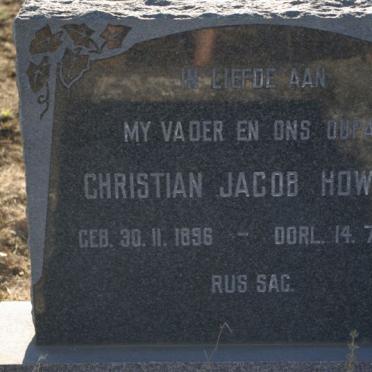 IN LIEFDE AAN
MY VADER EN ONS OUPA
CHRISTIAN JACOB HOW
GEB. 30. 11. 1896 - OORL. 14. 7
RUS SAG.